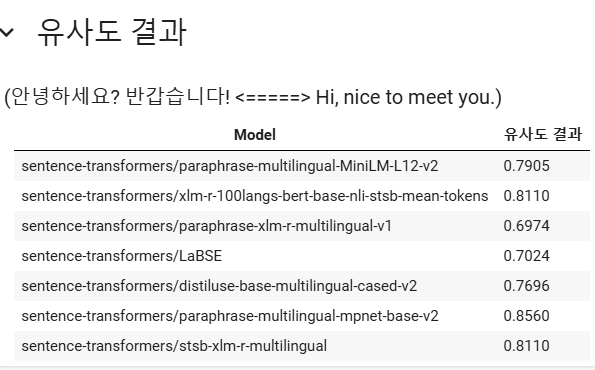 유사도 결과
(안녕하세요? 반갑습니다! <=====> Hi, nice to meet you.)
Model 유사도 결과
sentence-transformers/paraphrase-multilingual-MiniLM-L12-v2 0.7905
sentence-transformers/xlm-r-100langs-bert-base-nli-stsb-mean-tokens 0.8110
sentence-transformers/paraphrase-xlm-r-multilingual-v1 0.6974
sentence-transformers/LaBSE 0.7024
sentence-transformers/distiluse-base-multilingual-cased-v2 0.7696
sentence-transformers/paraphrase-multilingual-mpnet-base-v2 0.8560
sentence-transformers/stsb-xlm-r-multilingual 0.8110